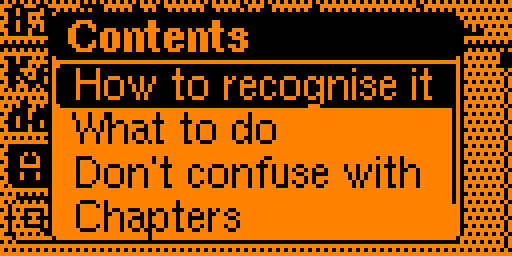 Contents
How to recognise it
What to do
Don't confuse with
Chapters